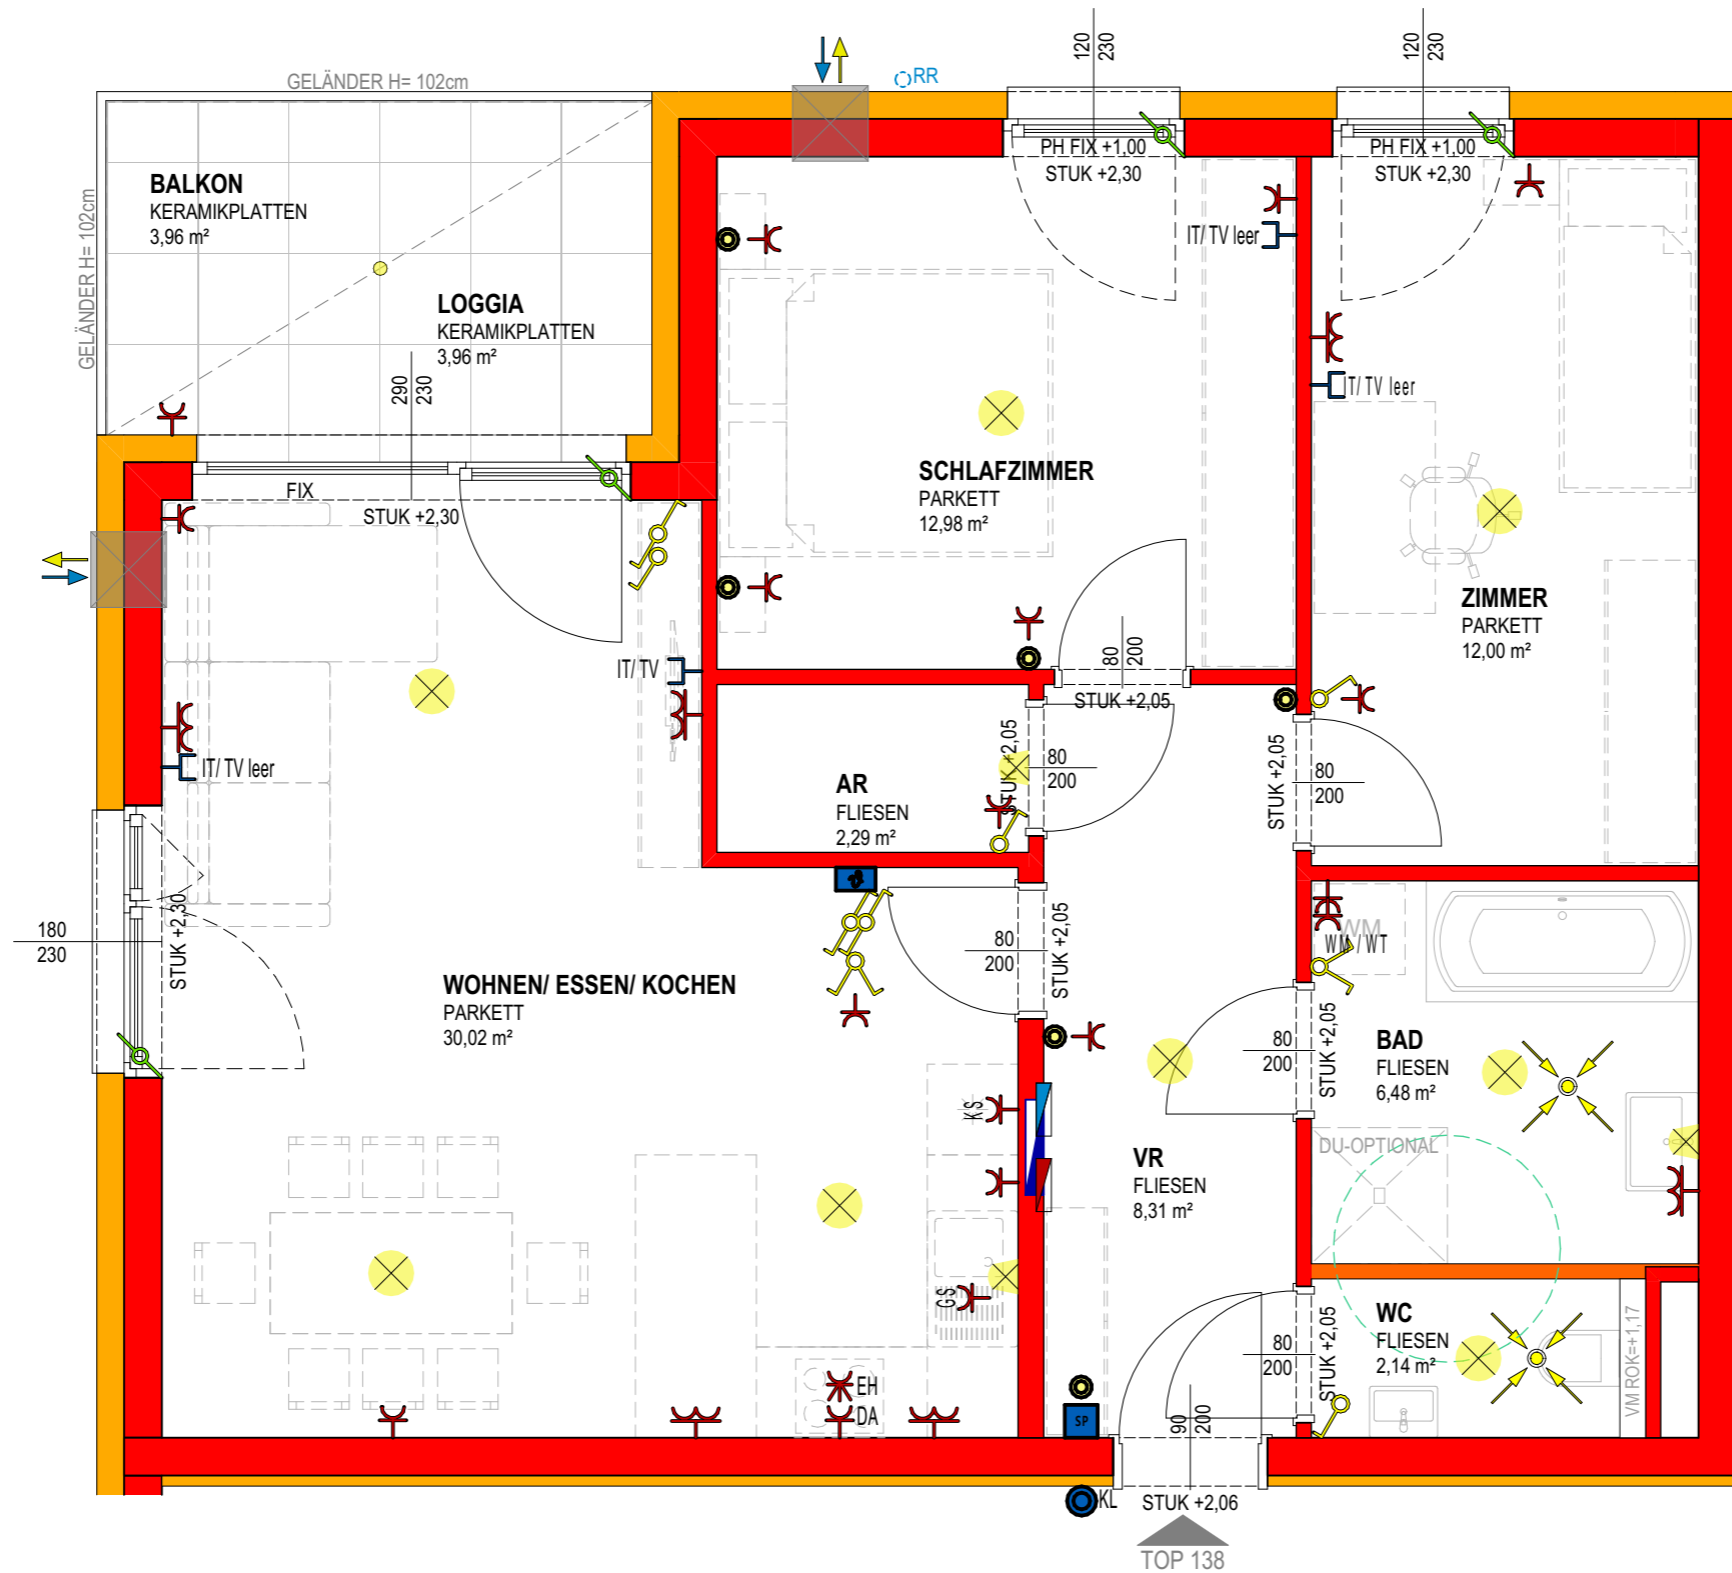 GELÄNDER H= 102cm
RR
120
230
120
230
GELÄNDER H= 102cm
BALKON
KERAMIKPLATTEN
3,96 m²
LOGGIA
KERAMIKPLATTEN
3,96 m²
290
230
FIX
STUK +2,30
PH FIX +1,00
STUK +2,30
PH FIX +1,00
STUK +2,30
IT/ TV leer
IT/ TV leer
SCHLAFZIMMER
PARKETT
12,98 m²
ZIMMER
PARKETT
12,00 m²
80
200
STUK +2,05
IT/ TV
IT/ TV leer
AR
FLIESEN
2,29 m²
STUK +2,05
80
200
STUK +2,05
80
200
180
230
STUK +2,30
WOHNEN/ ESSEN/ KOCHEN
PARKETT
30,02 m²
80
200
STUK +2,05
WM
WM / WT
80
200
STUK +2,05
BAD
FLIESEN
6,48 m²
DU-OPTIONAL
KS
VR
FLIESEN
8,31 m²
GS
EH
DA
80
200
STUK +2,05
WC
FLIESEN
2,14 m²
VM ROK=+1,17
SP
90
200
KL
STUK +2,06
TOP 138